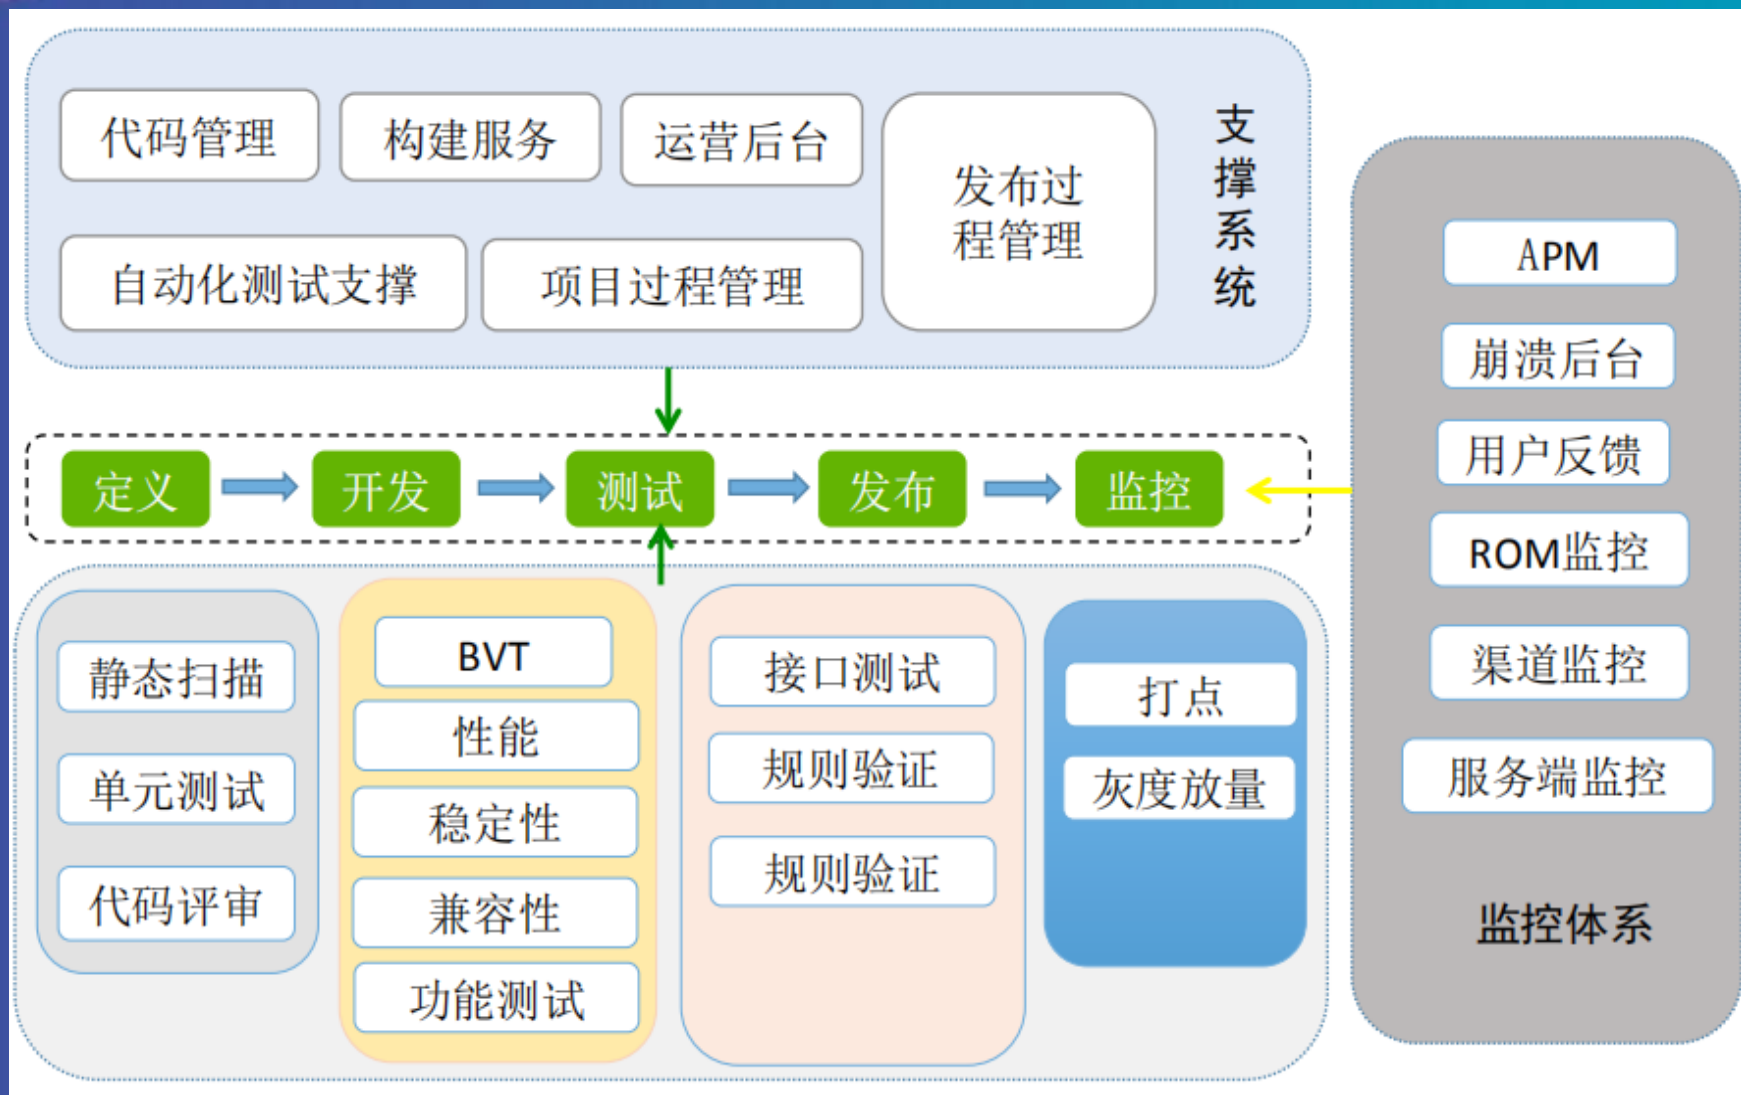 代码管理
构建服务
运营后台
发布过
程管理
支
撑
系
统
自动化测试支撑
项目过程管理
定义
开发
测试
发布
监控
静态扫描
单元测试
代码评审
BVT
性能
稳定性
兼容性
功能测试
接口测试
规则验证
规则验证
打点
灰度放量
APM
崩溃后台
用户反馈
ROM监控
渠道监控
服务端监控
监控体系